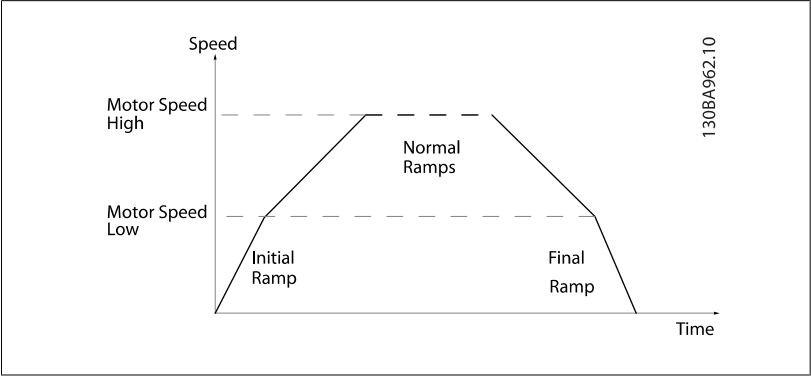 Speed
130BA962.10
Motor Speed
High
Normal
Ramps
Motor Speed
Low
Initial
Ramp
Final
Ramp
Time